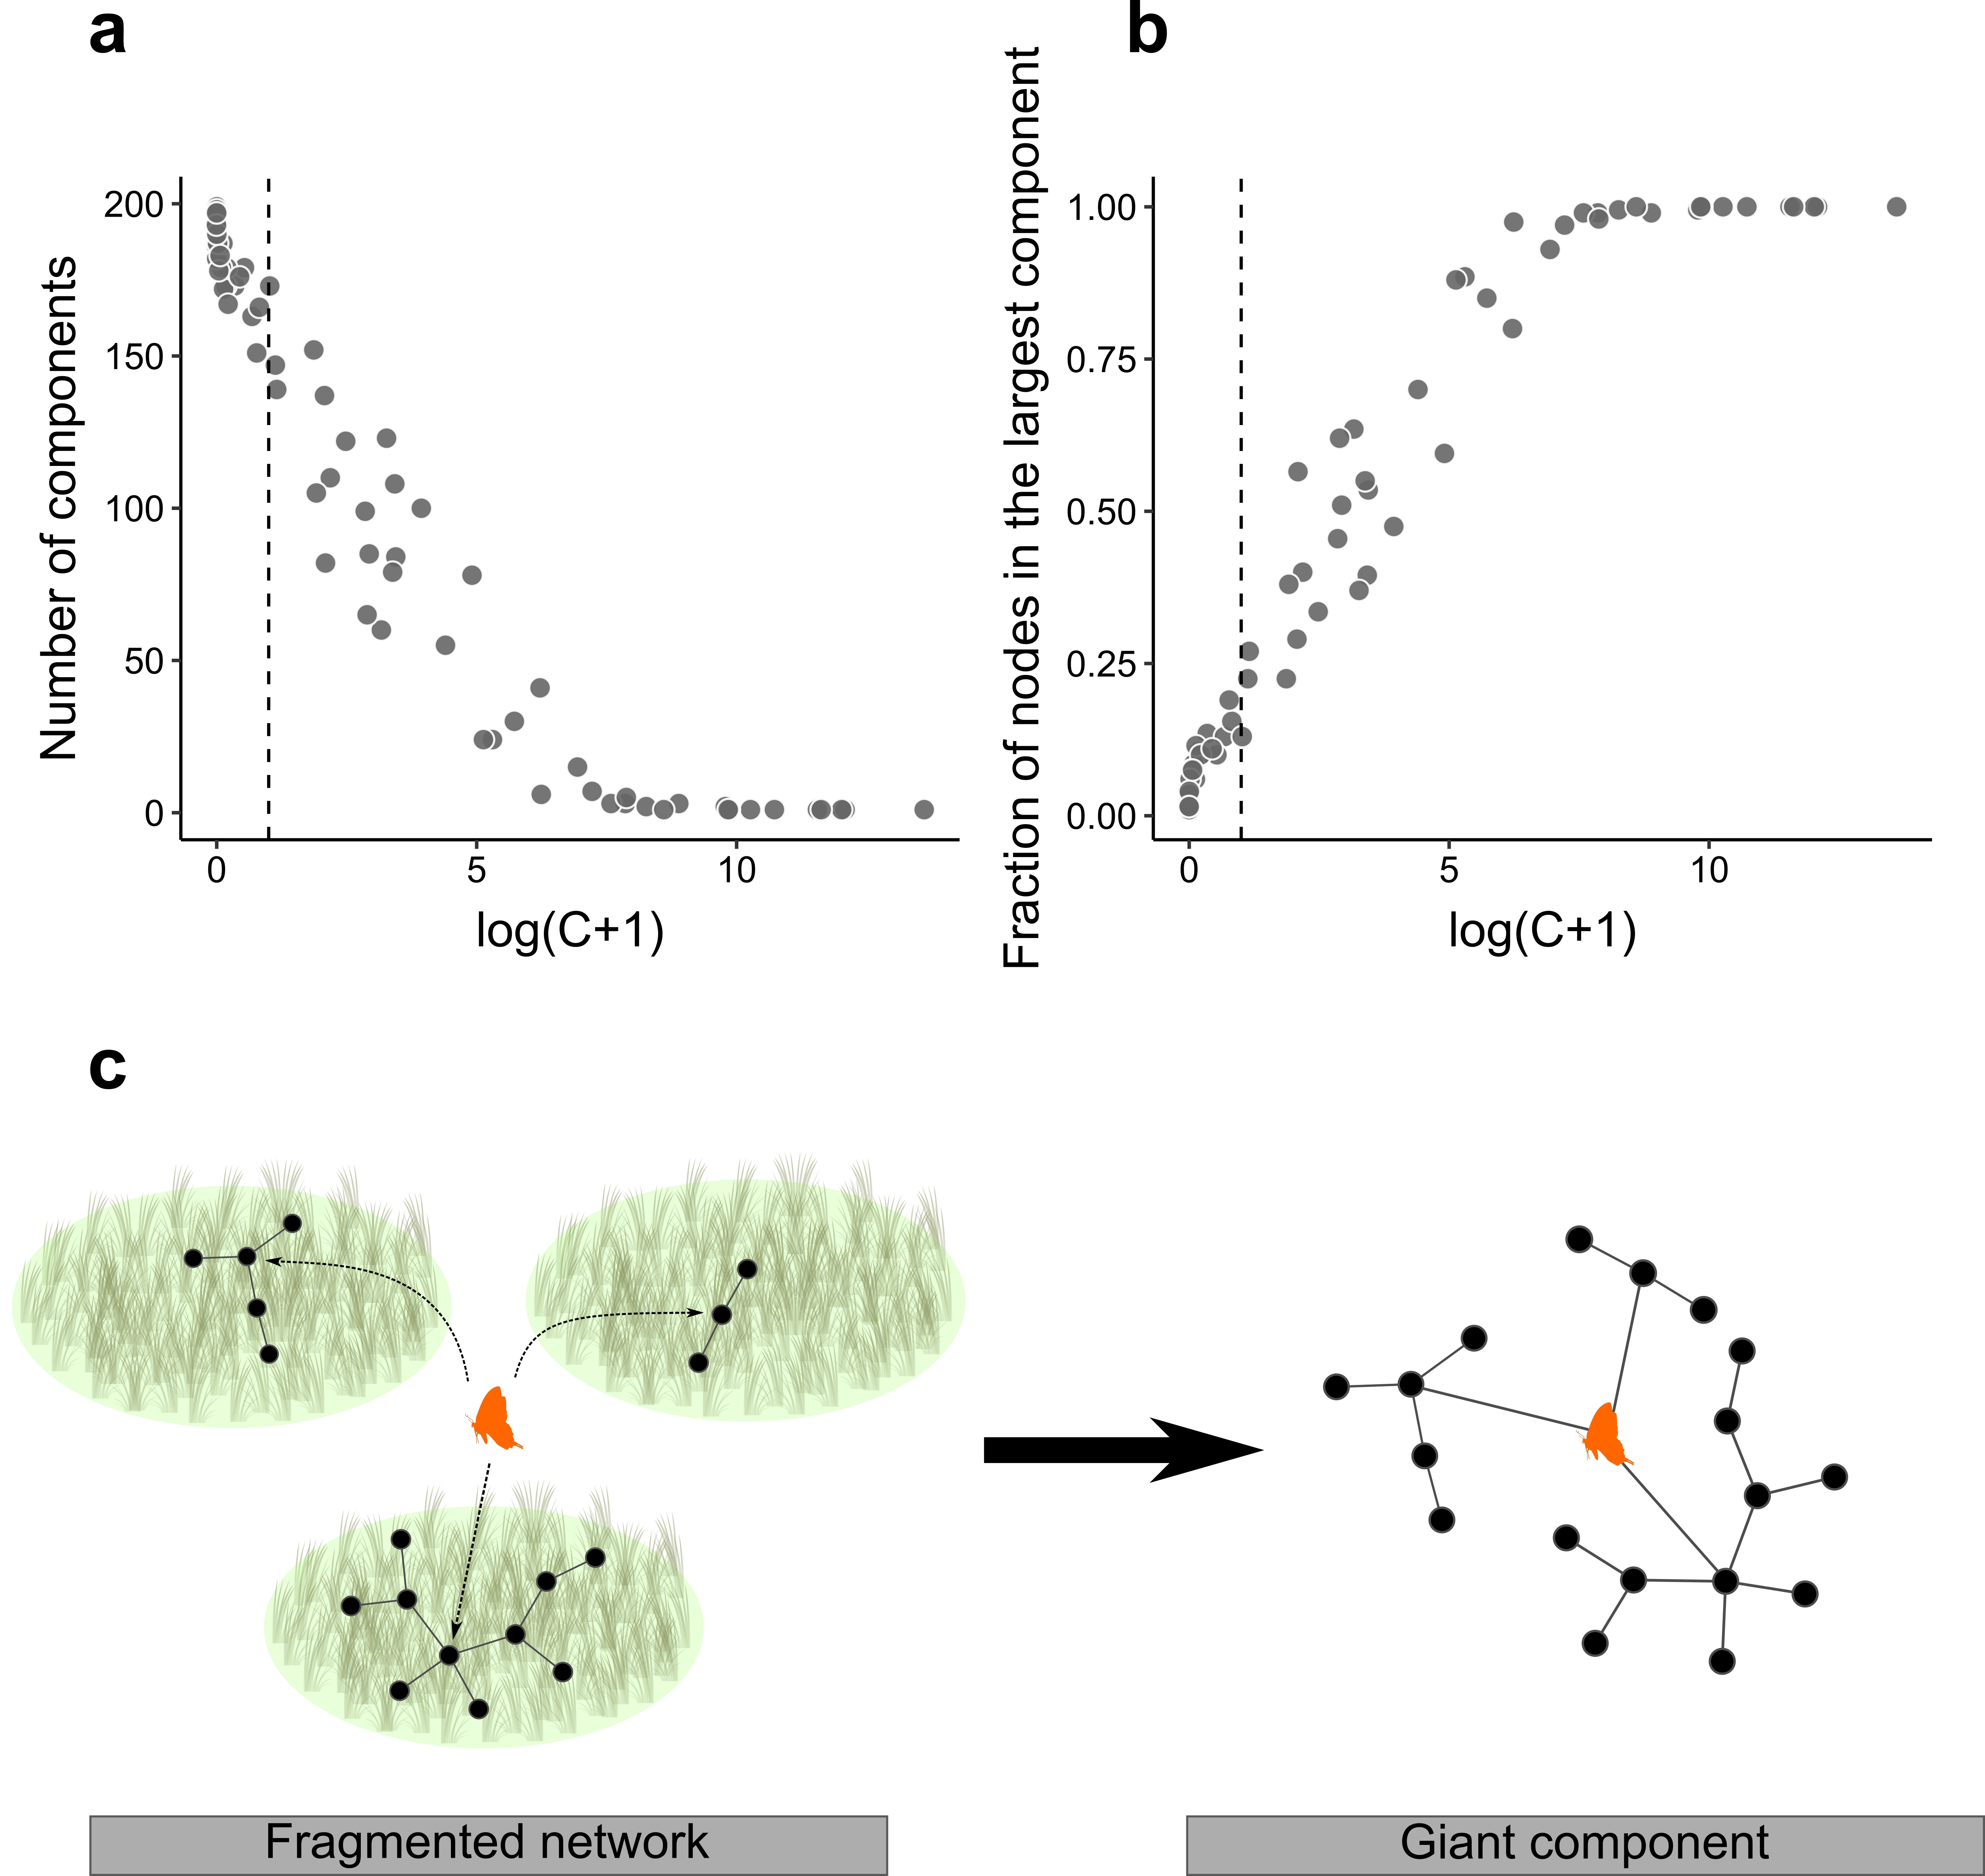 a
b
Number of components
200
150
100
50
0
0 5 10
log(C+1)
Fraction of nodes in the largest component
1.00
0.75
0.50
0.25
0.00
0 5 10
log(C+1)
c
Fragmented network
Giant component